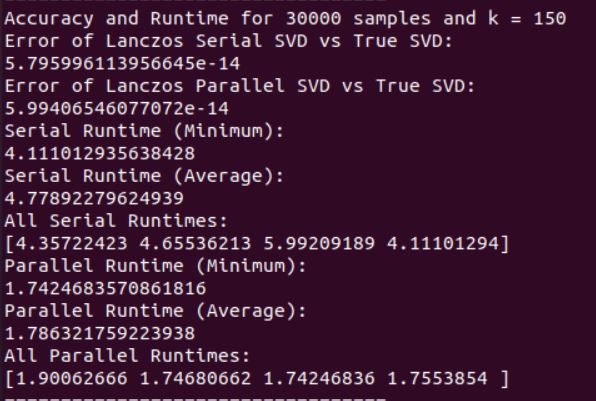 Accuracy and Runtime for 30000 samples and k = 150
Error of Lanczos Serial SVD vs True SVD:
5.795996113956645e-14
Error of Lanczos Parallel SVD vs True SVD:
5.99406546077072e-14
Serial Runtime (Minimum):
4.111012935638428
Serial Runtime (Average):
4.77892279624939
All Serial Runtimes:
[4.35722423 4.65536213 5.99209189 4.11101294]
Parallel Runtime (Minimum):
1.7424683570861816
Parallel Runtime (Average):
1.786321759223938
All Parallel Runtimes:
[1.90062666 1.74680662 1.74246836 1.7553854 ]